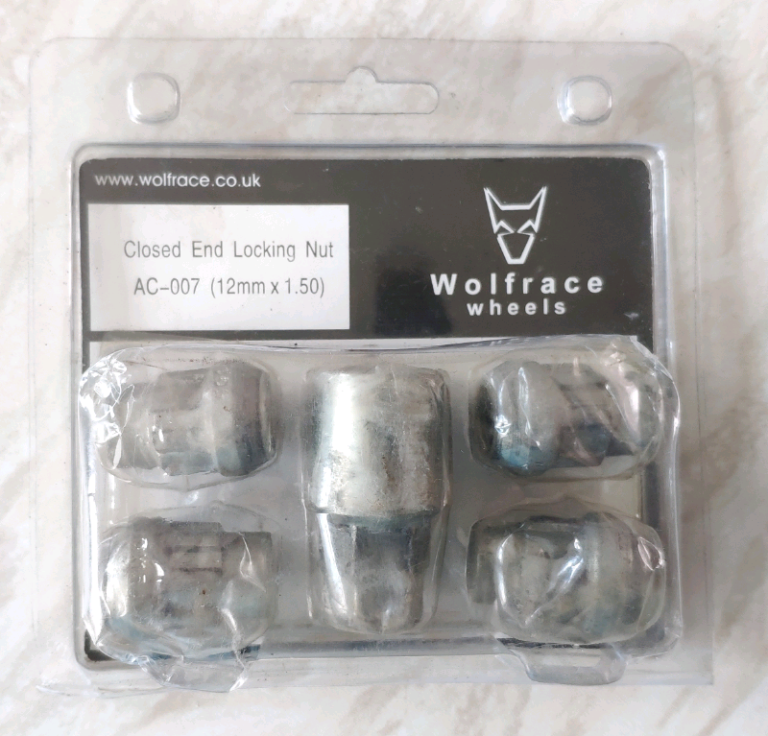 www.wolfrace.co.uk
Closed End Locking Nut
AC-007 (12mm x 1.50)
Wolfrace
wheels